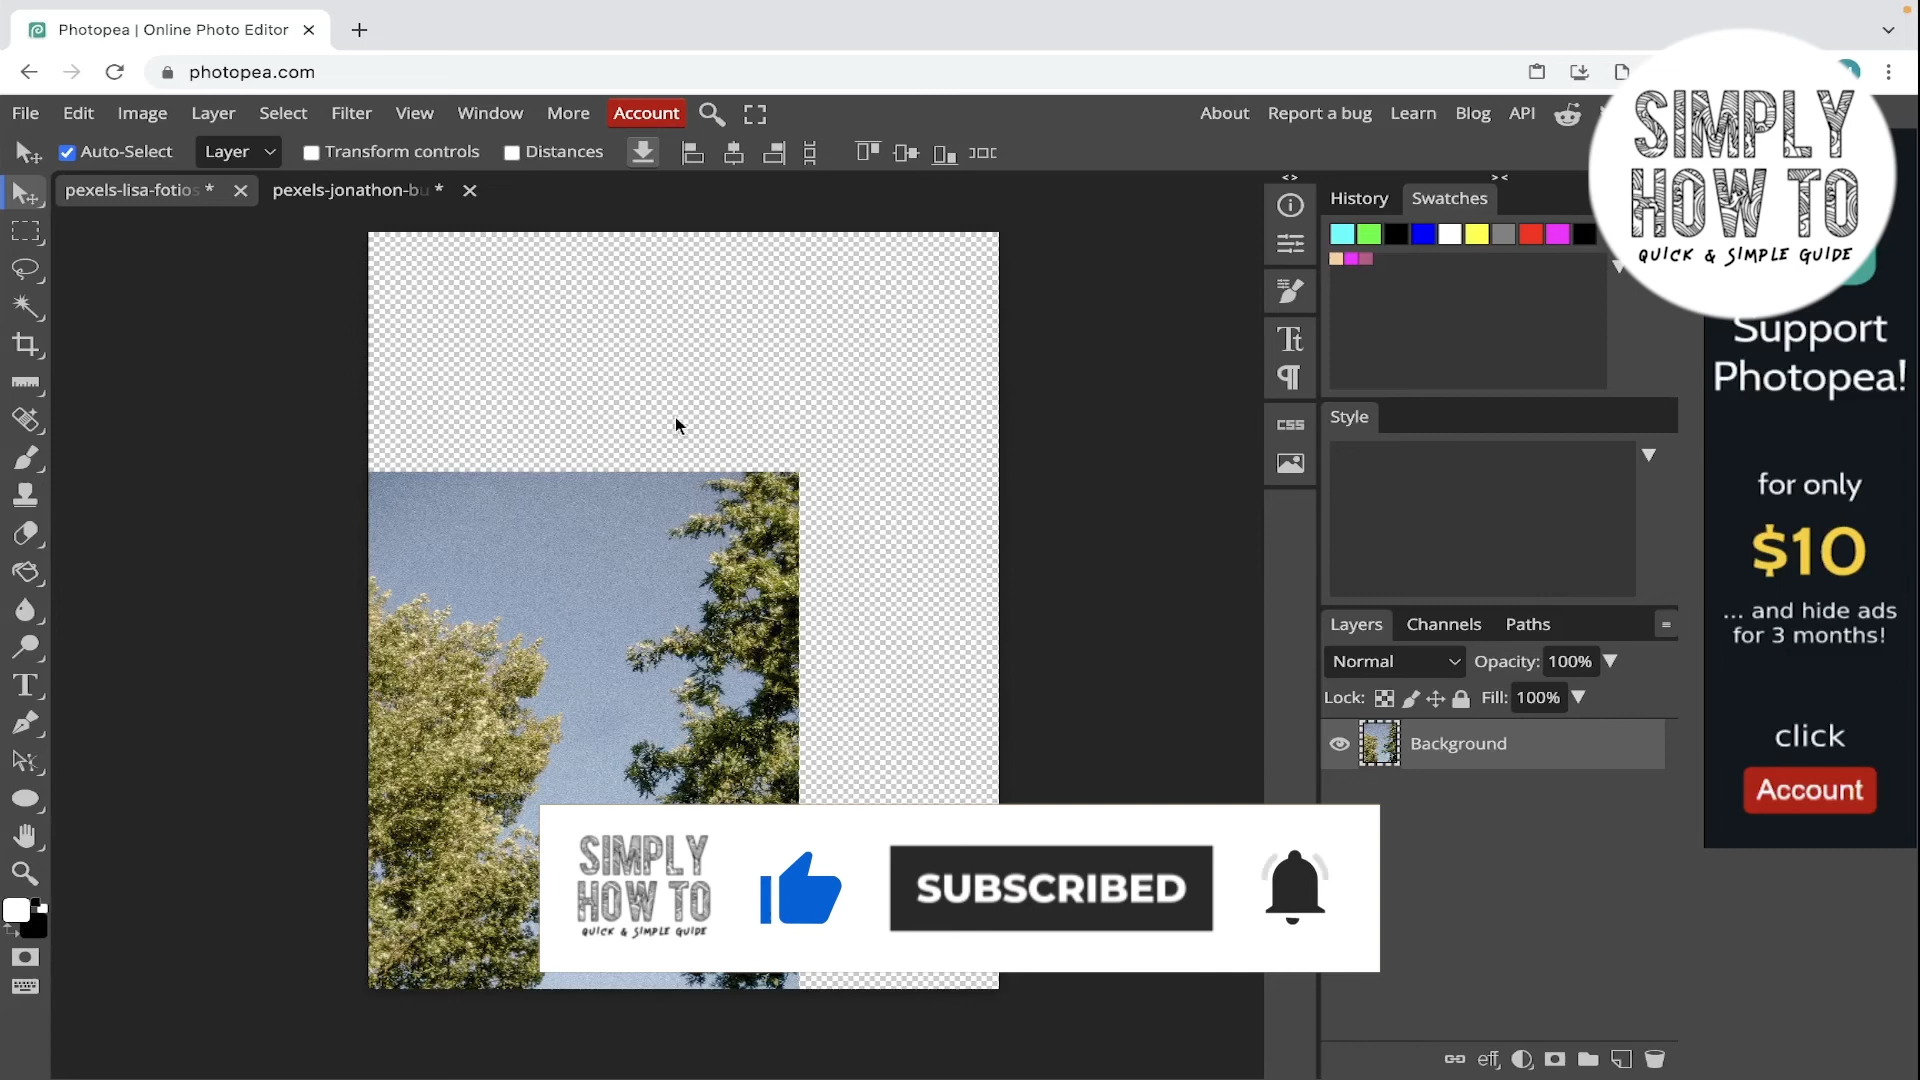 Photopea | Online Photo Editor
photopea.com
File Edit Image Layer Select Filter View Window More Account
About Report a bug Learn Blog API
Auto-Select Layer Transform controls Distances
pexels-lisa-fotios * pexels-jonathon-bu *
History Swatches
Style
CSS
Layers Channels Paths
Normal Opacity: 100%
Lock: Fill: 100%
Background
eff
SIMPLY
HOW TO
QUICK & SIMPLE GUIDE
Support
Photopea!
for only
$10
... and hide ads
for 3 months!
click
Account
SIMPLY
HOW TO
QUICK & SIMPLE GUIDE
SUBSCRIBED